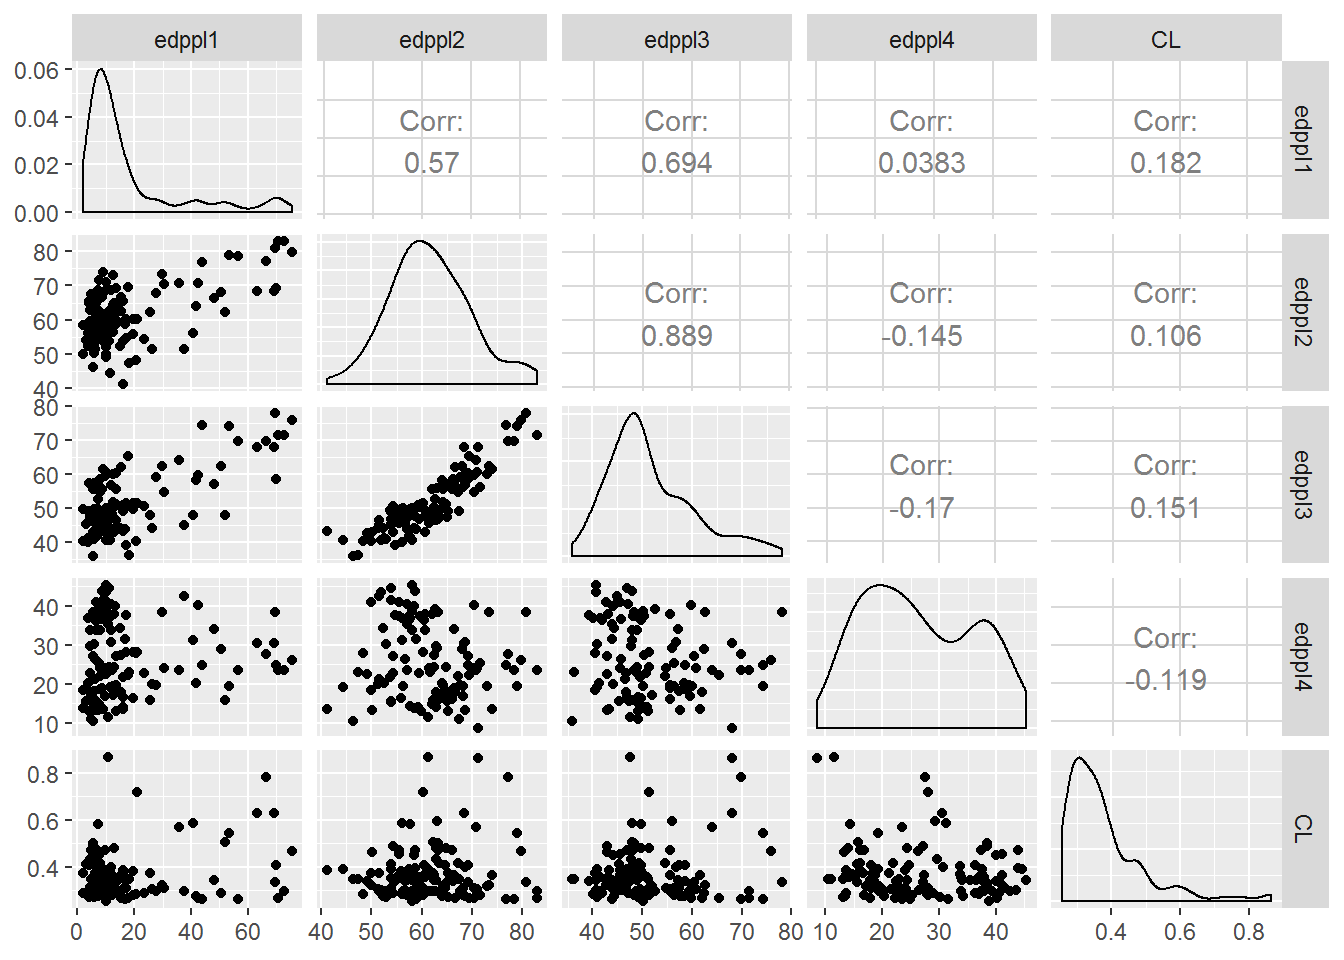 edppl1 edppl2 edppl3 edppl4 CL
0.06
0.04
0.02
0.00
Corr:
0.57
Corr:
0.694
Corr:
0.0383
Corr:
0.182
edppl1
80
70
60
50
40
Corr:
0.889
Corr:
-0.145
Corr:
0.106
edppl2
80
70
60
50
40
Corr:
-0.17
Corr:
0.151
edppl3
40
30
20
10
Corr:
-0.119
edppl4
0.8
0.6
0.4
CL
0 20 40 60 40 50 60 70 80 40 50 60 70 80 10 20 30 40 0.4 0.6 0.8